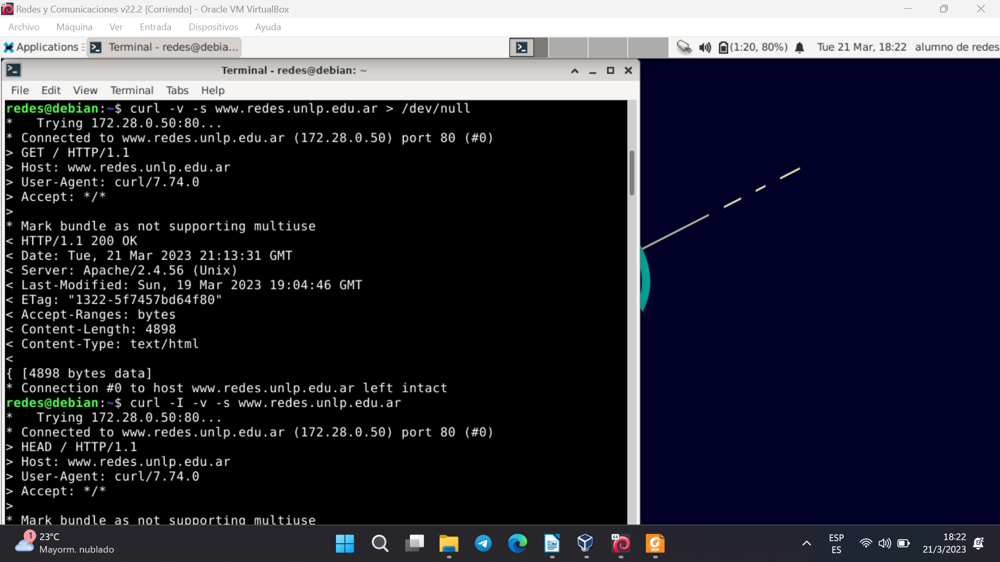 Redes y Comunicaciones v22.2 [Corriendo] - Oracle VM VirtualBox
Archivo Máquina Ver Entrada Dispositivos Ayuda
Applications Terminal - redes@debia... (1:20, 80%) Tue 21 Mar, 18:22 alumno de redes
Terminal - redes@debian: ~
File Edit View Terminal Tabs Help
redes@debian:~$ curl -v -s www.redes.unlp.edu.ar > /dev/null
*   Trying 172.28.0.50:80...
* Connected to www.redes.unlp.edu.ar (172.28.0.50) port 80 (#0)
> GET / HTTP/1.1
> Host: www.redes.unlp.edu.ar
> User-Agent: curl/7.74.0
> Accept: */*
>
* Mark bundle as not supporting multiuse
< HTTP/1.1 200 OK
< Date: Tue, 21 Mar 2023 21:13:31 GMT
< Server: Apache/2.4.56 (Unix)
< Last-Modified: Sun, 19 Mar 2023 19:04:46 GMT
< ETag: "1322-5f7457bd64f80"
< Accept-Ranges: bytes
< Content-Length: 4898
< Content-Type: text/html
<
{ [4898 bytes data]
* Connection #0 to host www.redes.unlp.edu.ar left intact
redes@debian:~$ curl -I -v -s www.redes.unlp.edu.ar
*   Trying 172.28.0.50:80...
* Connected to www.redes.unlp.edu.ar (172.28.0.50) port 80 (#0)
> HEAD / HTTP/1.1
> Host: www.redes.unlp.edu.ar
> User-Agent: curl/7.74.0
> Accept: */*
>
* Mark bundle as not supporting multiuse
1 23°C
Mayorm. nublado
64
PDF
ESP
ES
18:22
21/3/2023